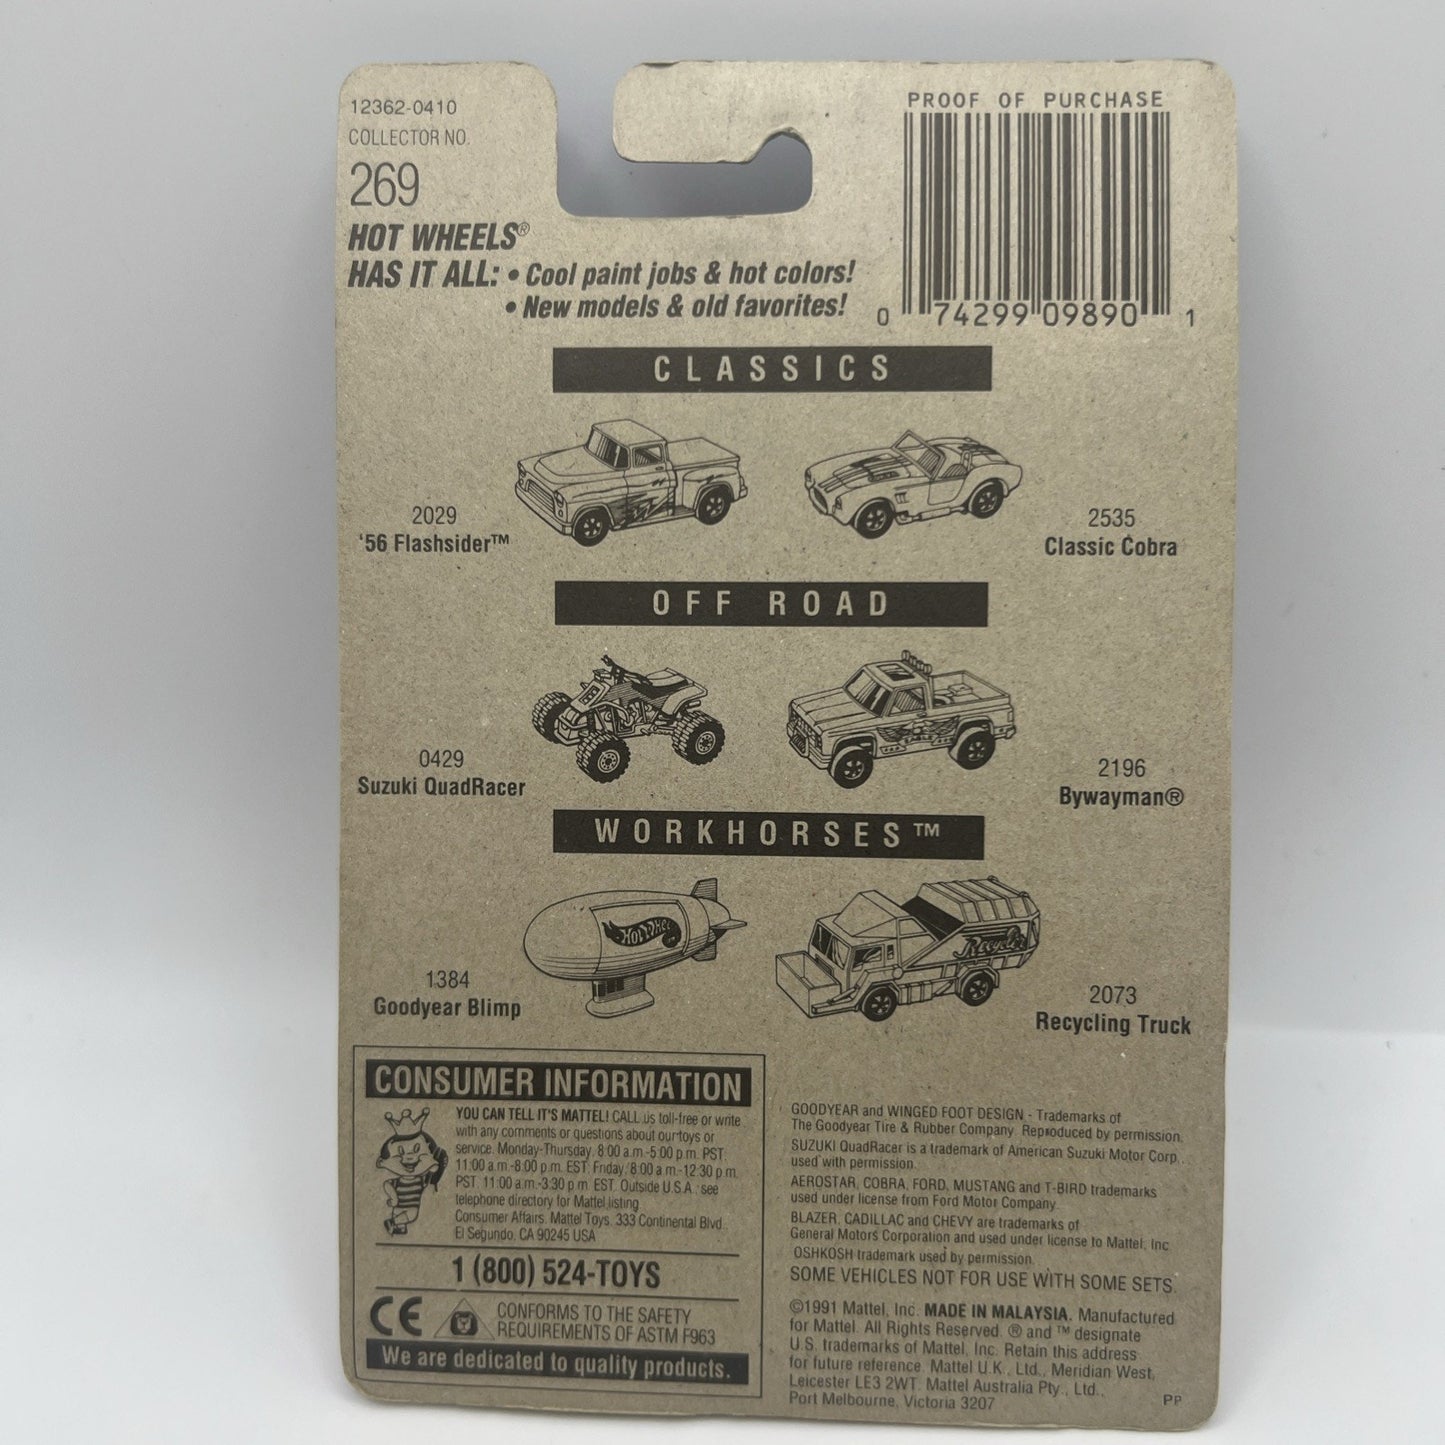 12362-0410
COLLECTOR NO.
269
HOT WHEELS®
HAS IT ALL: • Cool paint jobs & hot colors!
• New models & old favorites!
PROOF OF PURCHASE
0 74299 09890 1
CLASSICS
2029
'56 Flashsider™
2535
Classic Cobra
OFF ROAD
0429
Suzuki QuadRacer
2196
Bywayman®
WORKHORSES™
Hot Wheels
1384
Goodyear Blimp
Recycler
2073
Recycling Truck
CONSUMER INFORMATION
YOU CAN TELL IT'S MATTEL! CALL us toll-free or write
with any comments or questions about our toys or
service. Monday-Thursday, 8:00 a.m.-5:00 p.m. PST,
11:00 a.m.-8:00 p.m. EST. Friday, 8:00 a.m.-12:30 p.m.
PST, 11:00 a.m.-3:30 p.m. EST. Outside U.S.A., see
telephone directory for Mattel listing.
Consumer Affairs, Mattel Toys, 333 Continental Blvd.,
El Segundo, CA 90245 USA
1 (800) 524-TOYS
CE
CONFORMS TO THE SAFETY
REQUIREMENTS OF ASTM F963
We are dedicated to quality products.
GOODYEAR and WINGED FOOT DESIGN - Trademarks of
The Goodyear Tire & Rubber Company. Reproduced by permission.
SUZUKI QuadRacer is a trademark of American Suzuki Motor Corp.,
used with permission.
AEROSTAR, COBRA, FORD, MUSTANG and T-BIRD trademarks
used under license from Ford Motor Company.
BLAZER, CADILLAC and CHEVY are trademarks of
General Motors Corporation and used under license to Mattel, Inc.
OSHKOSH trademark used by permission.
SOME VEHICLES NOT FOR USE WITH SOME SETS.
©1991 Mattel, Inc. MADE IN MALAYSIA. Manufactured
for Mattel. All Rights Reserved. ® and ™ designate
U.S. trademarks of Mattel, Inc. Retain this address
for future reference. Mattel U.K., Ltd., Meridian West,
Leicester LE3 2WT. Mattel Australia Pty., Ltd.,
Port Melbourne, Victoria 3207
PP